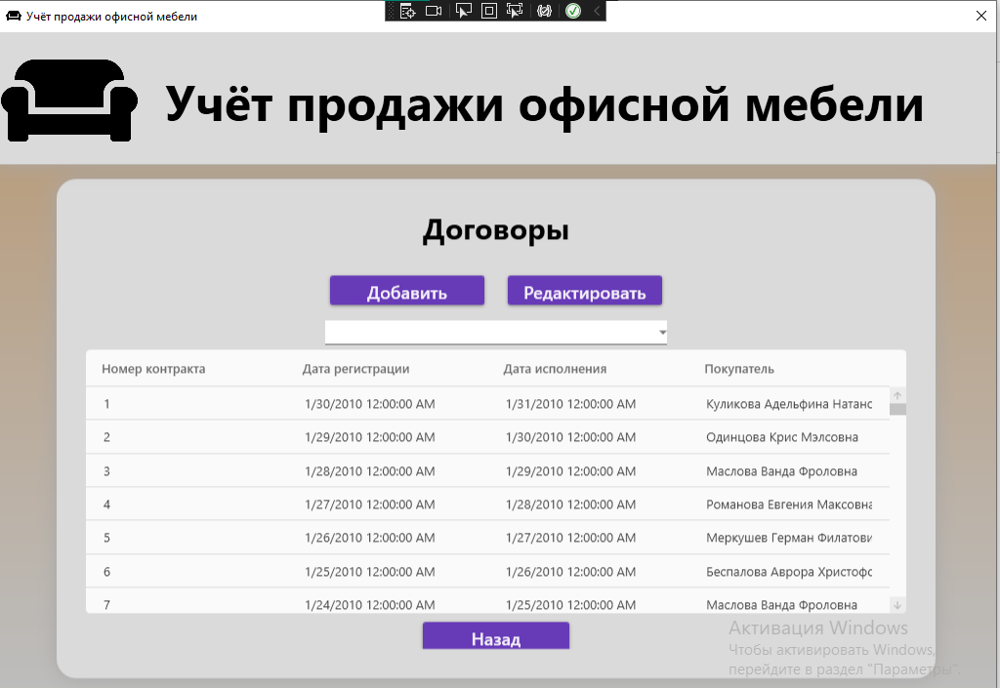 Учёт продажи офисной мебели
Учёт продажи офисной мебели
Договоры
Добавить Редактировать
Номер контракта Дата регистрации Дата исполнения Покупатель
1 1/30/2010 12:00:00 AM 1/31/2010 12:00:00 AM Куликова Адельфина Натанс
2 1/29/2010 12:00:00 AM 1/30/2010 12:00:00 AM Одинцова Крис Мэлсовна
3 1/28/2010 12:00:00 AM 1/29/2010 12:00:00 AM Маслова Ванда Фроловна
4 1/27/2010 12:00:00 AM 1/28/2010 12:00:00 AM Романова Евгения Максовна
5 1/26/2010 12:00:00 AM 1/27/2010 12:00:00 AM Меркушев Герман Филатови
6 1/25/2010 12:00:00 AM 1/26/2010 12:00:00 AM Беспалова Аврора Христофо
7 1/24/2010 12:00:00 AM 1/25/2010 12:00:00 AM Маслова Ванда Фроловна
Назад
Активация Windows
Чтобы активировать Windows,
перейдите в раздел "Параметры".